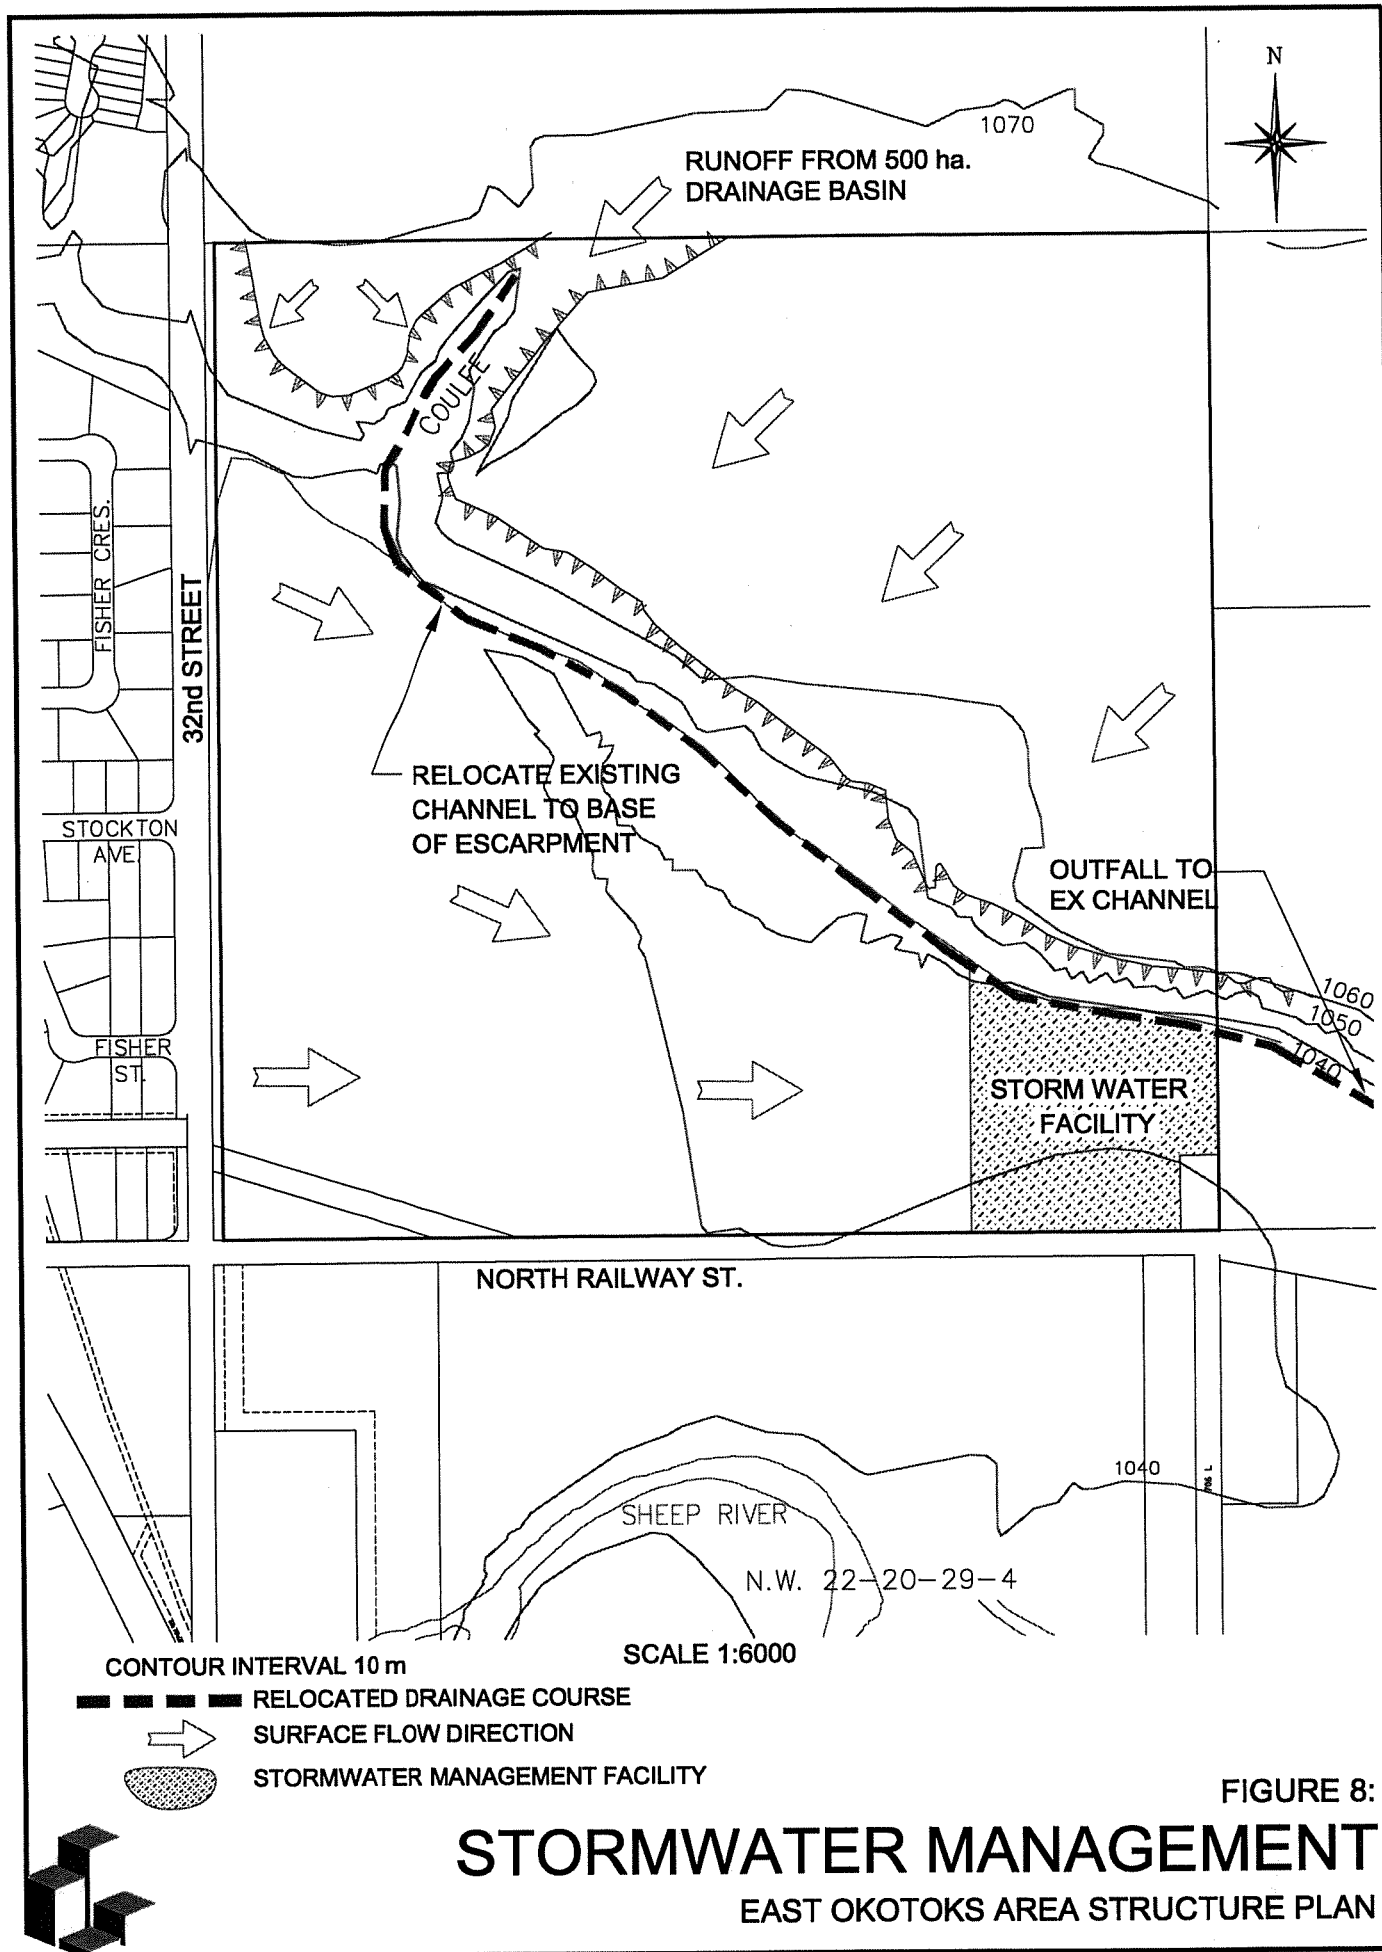 N
1070
RUNOFF FROM 500 ha.
DRAINAGE BASIN
COULEE
FISHER CRES.
32nd STREET
RELOCATE EXISTING
CHANNEL TO BASE
OF ESCARPMENT
STOCKTON
AVE.
OUTFALL TO
EX CHANNEL
1060
1050
1040
FISHER
ST.
STORM WATER
FACILITY
NORTH RAILWAY ST.
1040
SHEEP RIVER
N.W. 22-20-29-4
SCALE 1:6000
CONTOUR INTERVAL 10 m
RELOCATED DRAINAGE COURSE
SURFACE FLOW DIRECTION
STORMWATER MANAGEMENT FACILITY
FIGURE 8:
STORMWATER MANAGEMENT
EAST OKOTOKS AREA STRUCTURE PLAN